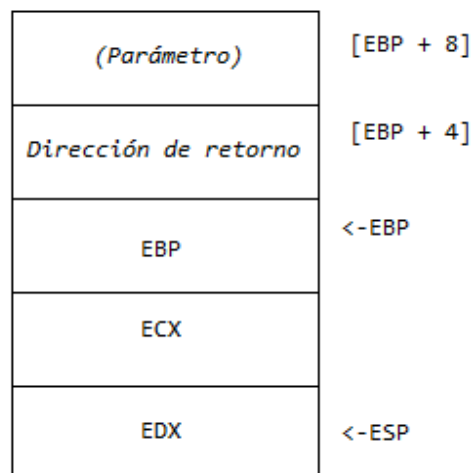 (Parámetro) [EBP + 8]
Dirección de retorno [EBP + 4]
EBP <-EBP
ECX
EDX <-ESP